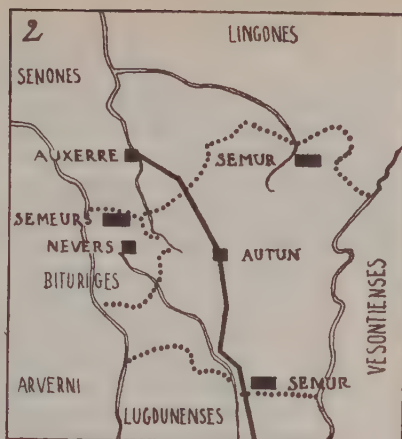 2
LINGONES
SENONES
AUXERRE
SEMUR
SEMEURS
NEVERS
AUTUN
BITURIGES
VESONTIENSES
ARVERNI
SEMUR
LUGDUNENSES